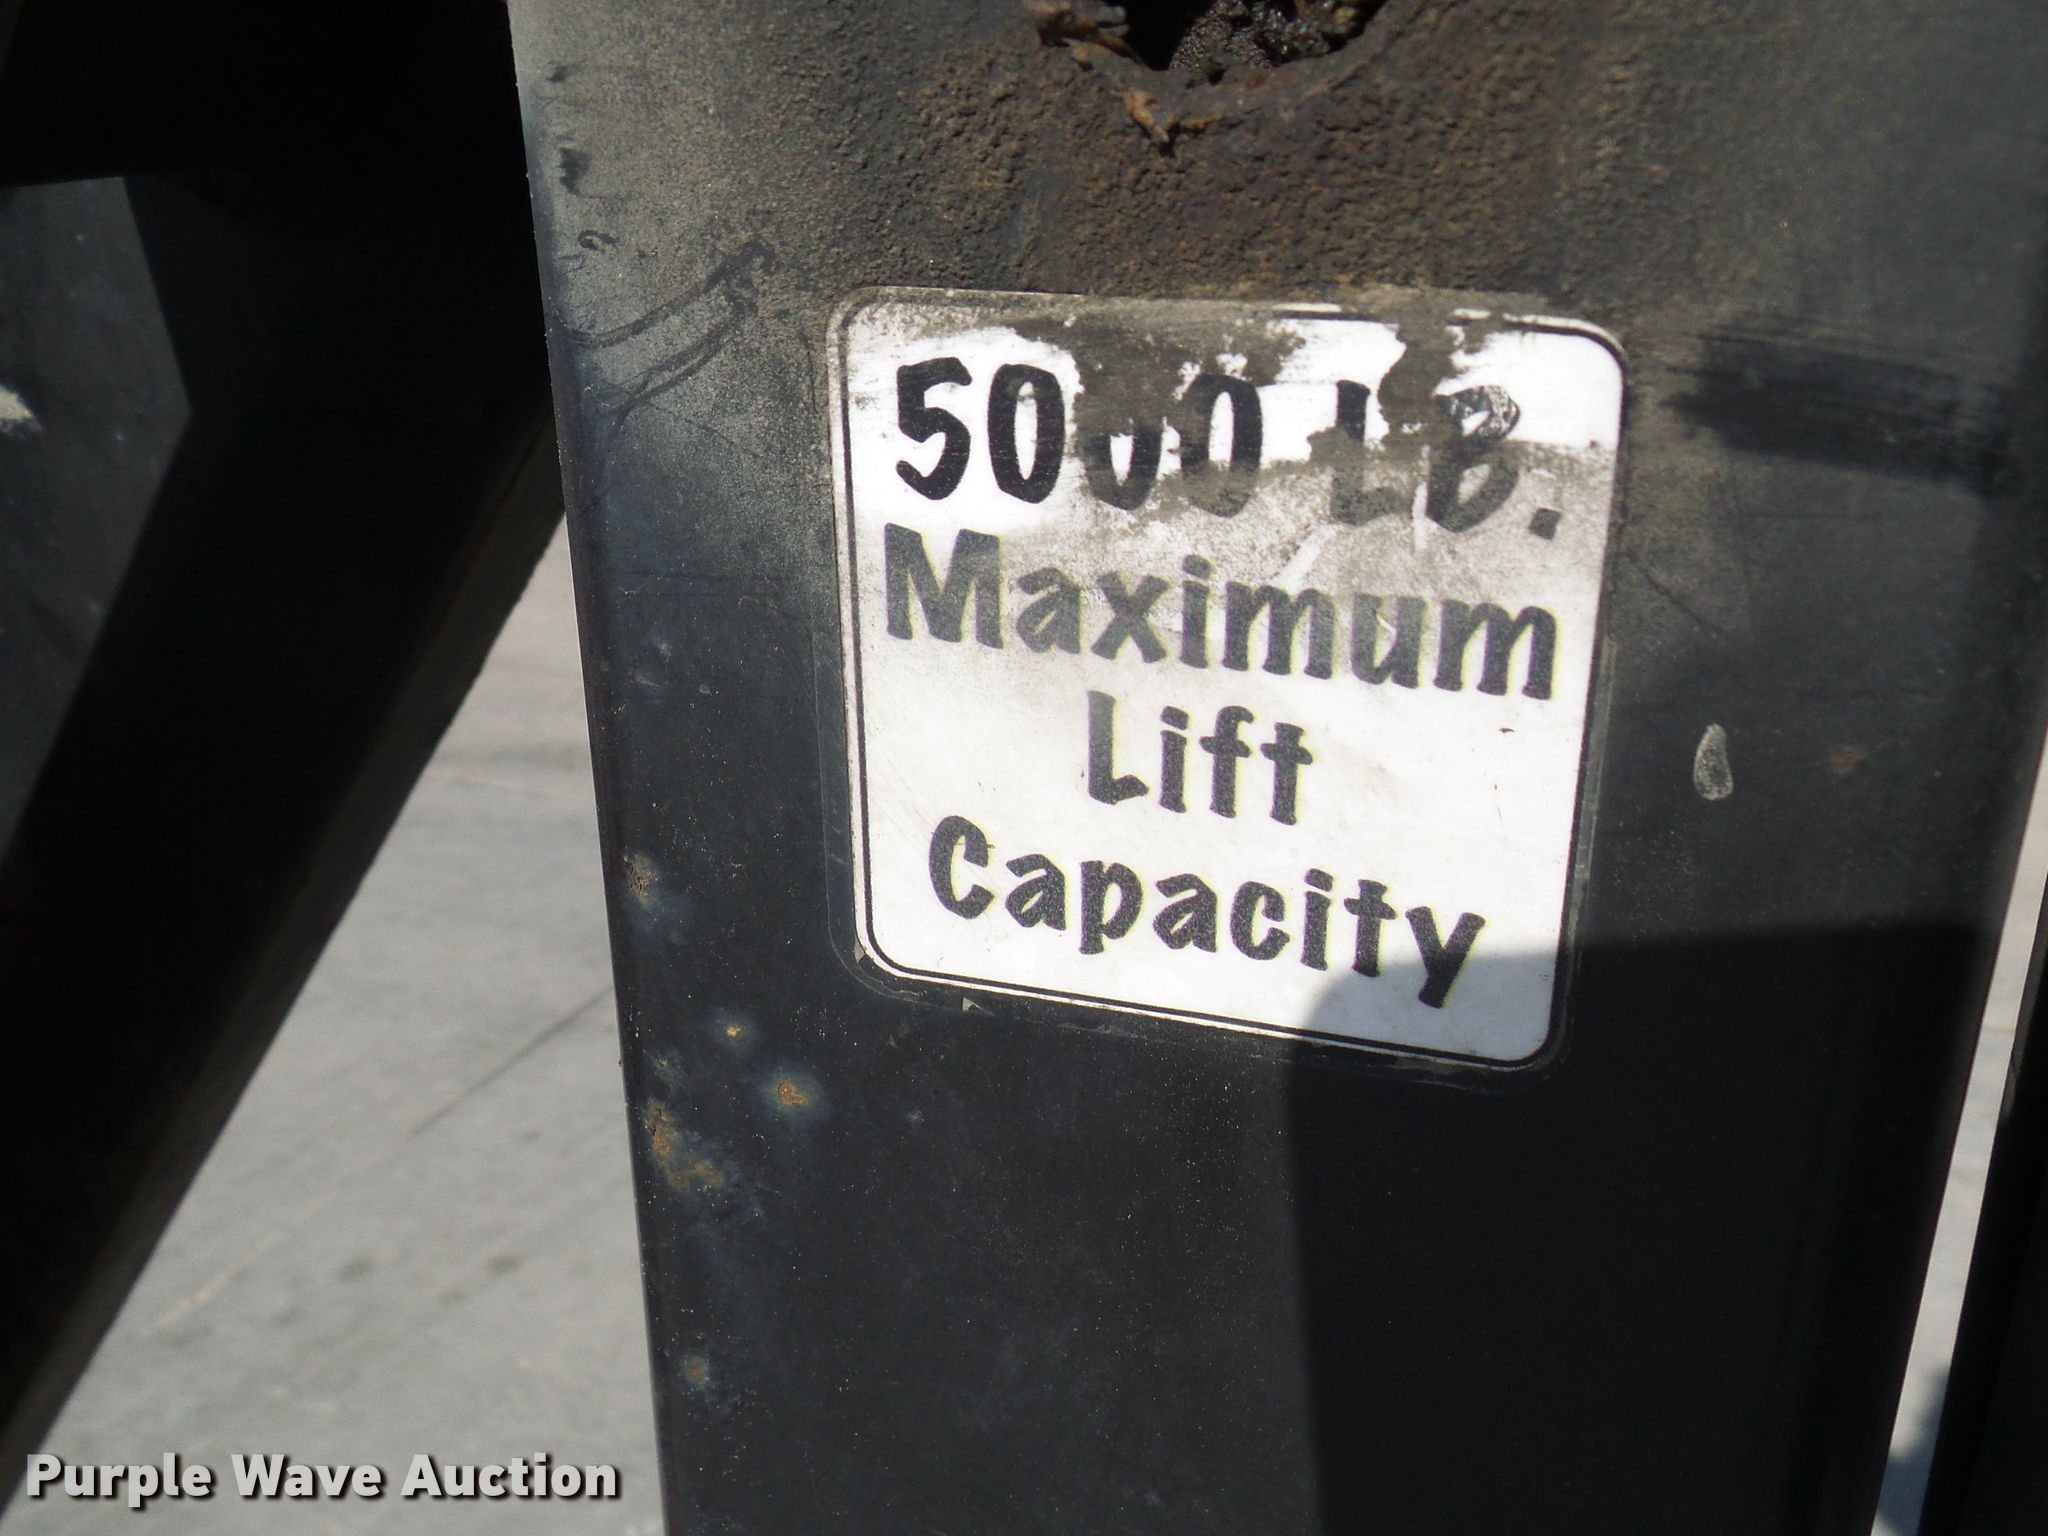 5000 LB.
Maximum
Lift
Capacity
Purple Wave Auction